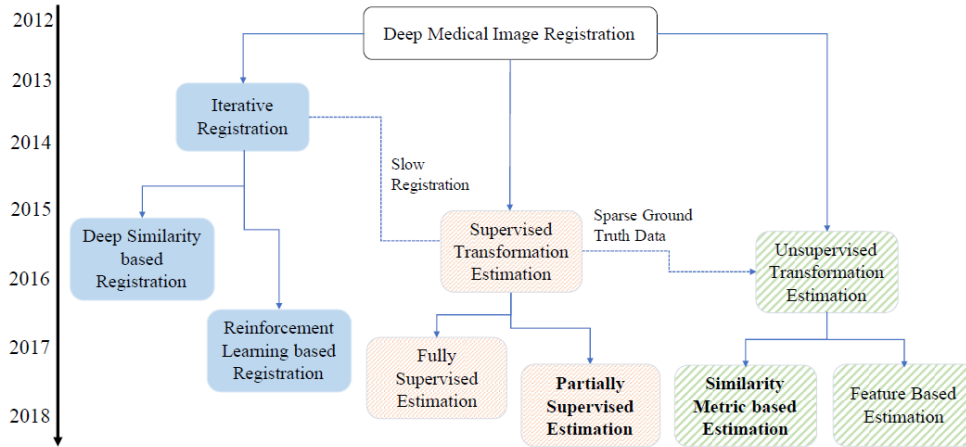 2012
2013
2014
2015
2016
2017
2018
Deep Medical Image Registration
Iterative
Registration
Slow
Registration
Deep Similarity
based
Registration
Reinforcement
Learning based
Registration
Supervised
Transformation
Estimation
Sparse Ground
Truth Data
Unsupervised
Transformation
Estimation
Fully
Supervised
Estimation
Partially
Supervised
Estimation
Similarity
Metric based
Estimation
Feature Based
Estimation